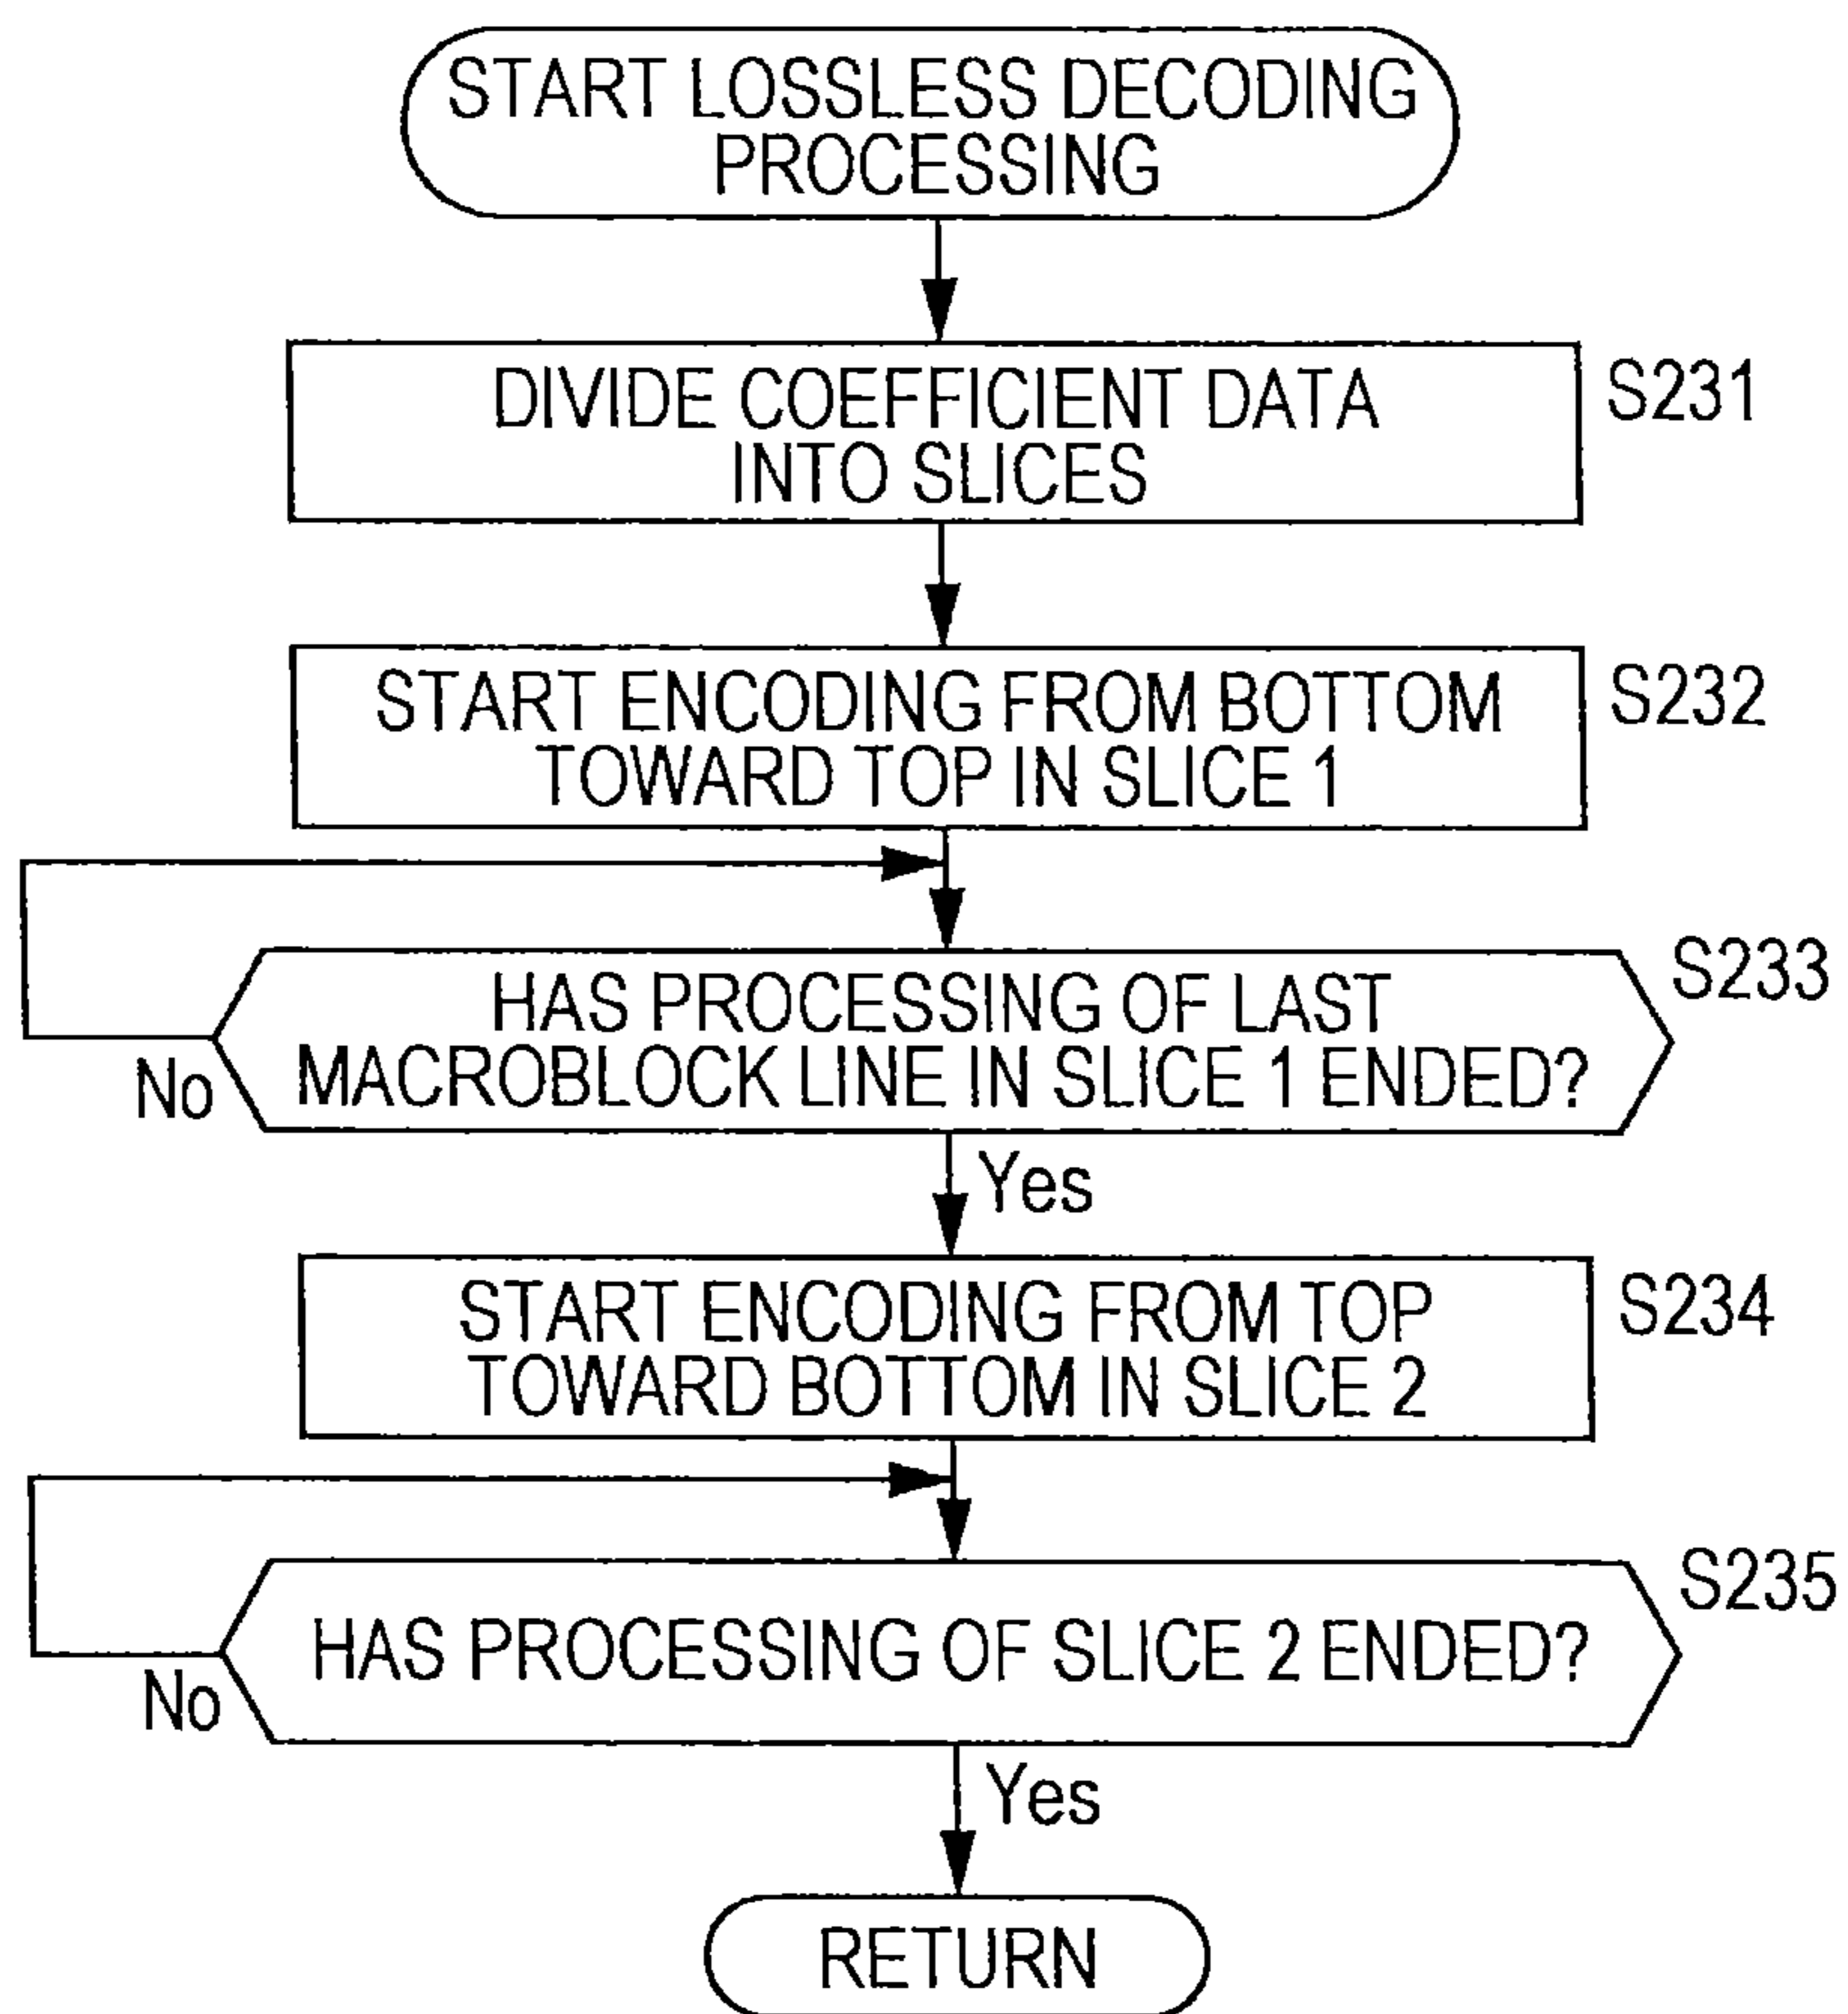 START LOSSLESS DECODING
PROCESSING
DIVIDE COEFFICIENT DATA
INTO SLICES
S231
START ENCODING FROM BOTTOM
TOWARD TOP IN SLICE 1
S232
HAS PROCESSING OF LAST
MACROBLOCK LINE IN SLICE 1 ENDED?
S233
No
Yes
START ENCODING FROM TOP
TOWARD BOTTOM IN SLICE 2
S234
HAS PROCESSING OF SLICE 2 ENDED?
S235
No
Yes
RETURN